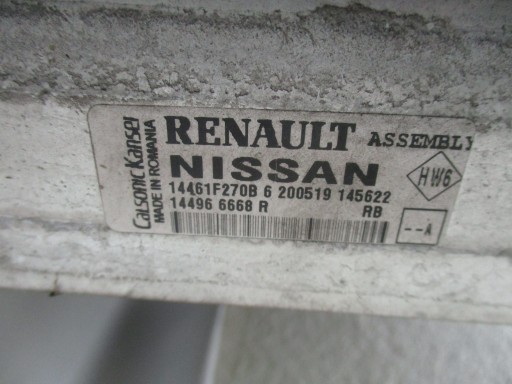 Calsonic Kansei
MADE IN ROMANIA
RENAULT ASSEMBLY
NISSAN
14461F270B 6 200519 145622
14496 6668 R
RB
HW6
--A